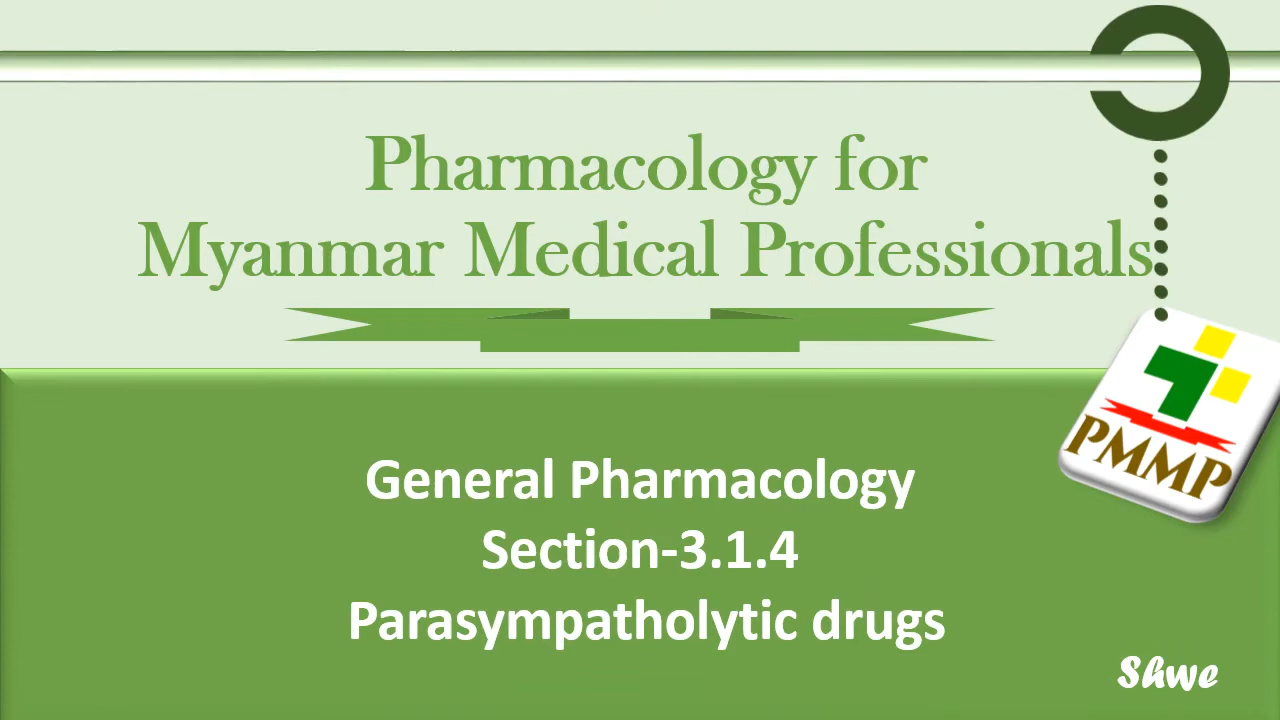 Pharmacology for
Myanmar Medical Professionals
PMMP
General Pharmacology
Section-3.1.4
Parasympatholytic drugs
Shwe